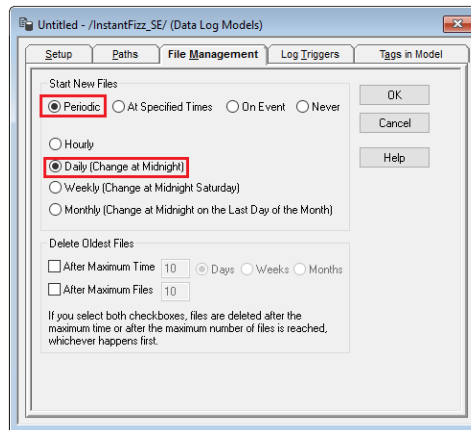 Untitled - /InstantFizz_SE/ (Data Log Models)
Setup Paths File Management Log Triggers Tags in Model
Start New Files
Periodic At Specified Times On Event Never
Hourly
Daily (Change at Midnight)
Weekly (Change at Midnight Saturday)
Monthly (Change at Midnight on the Last Day of the Month)
OK
Cancel
Help
Delete Oldest Files
After Maximum Time 10 Days Weeks Months
After Maximum Files 10
If you select both checkboxes, files are deleted after the
maximum time or after the maximum number of files is reached,
whichever happens first.